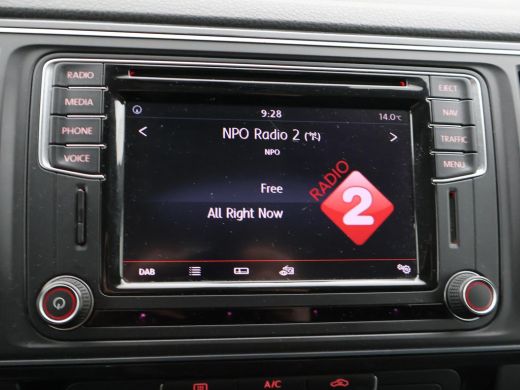 RADIO
MEDIA
PHONE
VOICE
EJECT
NAV
TRAFFIC
MENU
9:28
14.0°C
<
NPO Radio 2
>
NPO
Free
All Right Now
RADIO
2
DAB
A/C